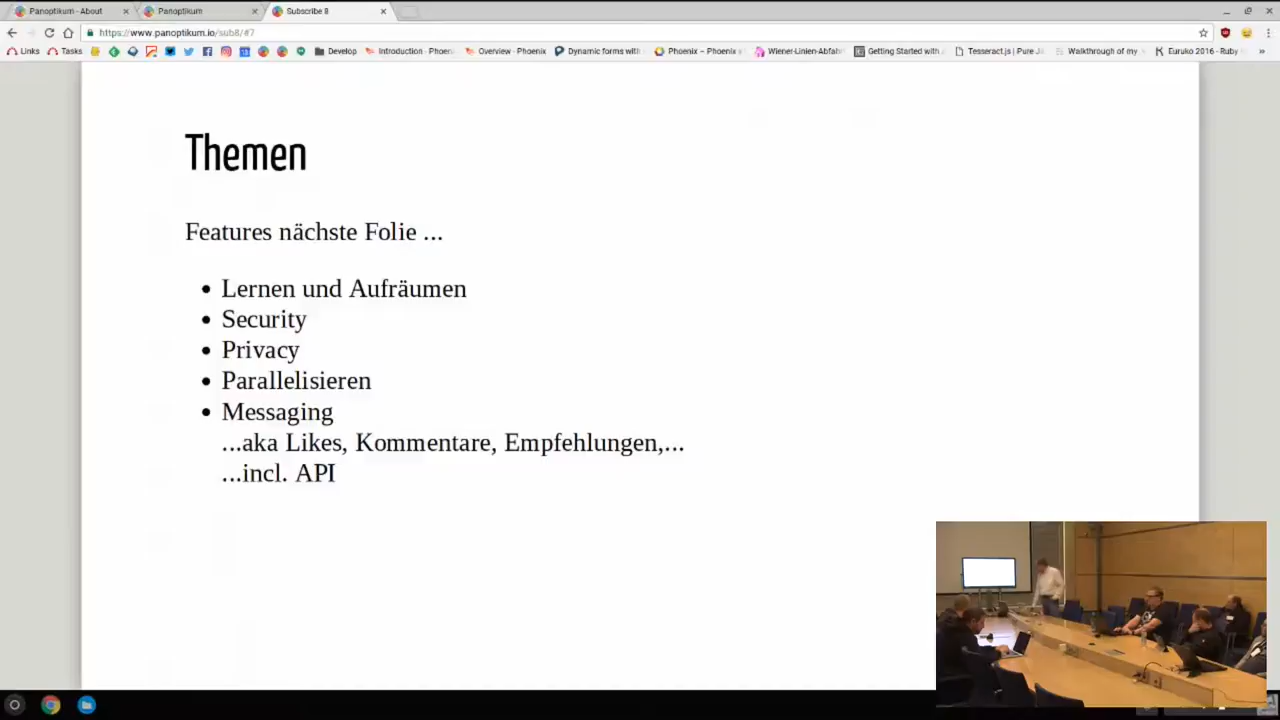 Panoptikum - About
Panoptikum
Subscribe 8
https://www.panoptikum.io/sub8/#7
Links
Tasks
Develop
Introduction · Phoen
Overview · Phoenix
Dynamic forms with
Phoenix – Phoenix v
Wiener-Linien-Abfah
Getting Started with
Tesseract.js | Pure J
Walkthrough of my
Euruko 2016 - Ruby
»
Themen
Features nächste Folie ...
• Lernen und Aufräumen
• Security
• Privacy
• Parallelisieren
• Messaging
...aka Likes, Kommentare, Empfehlungen,...
...incl. API